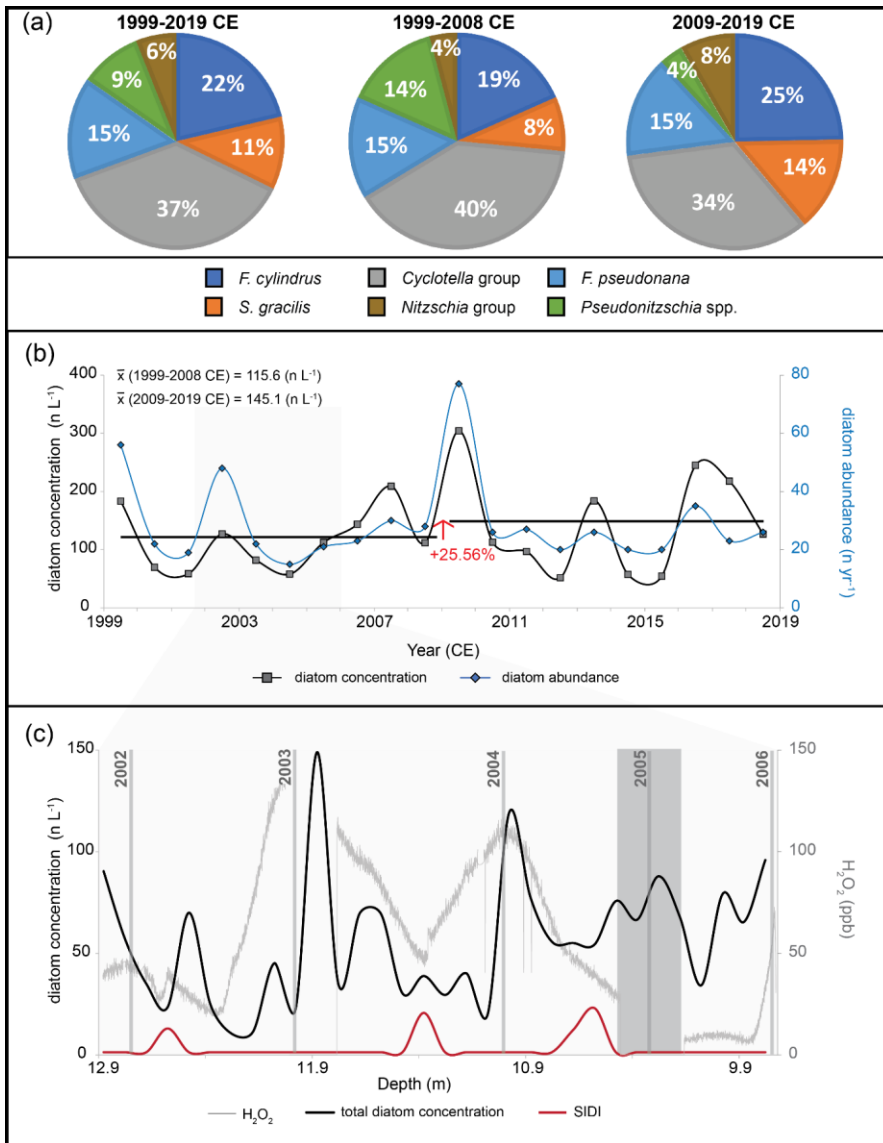 (a)
1999-2019 CE 1999-2008 CE 2009-2019 CE
6% 22% 9% 15% 11% 37%
4% 19% 14% 15% 8% 40%
8% 25% 4% 15% 14% 34%
F. cylindrus Cyclotella group F. pseudonana
S. gracilis Nitzschia group Pseudonitzschia spp.
(b)
x̅ (1999-2008 CE) = 115.6 (n L⁻¹)
x̅ (2009-2019 CE) = 145.1 (n L⁻¹)
diatom concentration (n L⁻¹)
400
300
200
100
0
+25.56%
80
60
40
20
0
diatom abundance (n yr⁻¹)
1999 2003 2007 2011 2015 2019
Year (CE)
diatom concentration diatom abundance
(c)
diatom concentration (n L⁻¹)
150
100
50
0
2002 2003 2004 2005 2006
150
100
50
0
H₂O₂ (ppb)
12.9 11.9 10.9 9.9
Depth (m)
H₂O₂ total diatom concentration SIDI